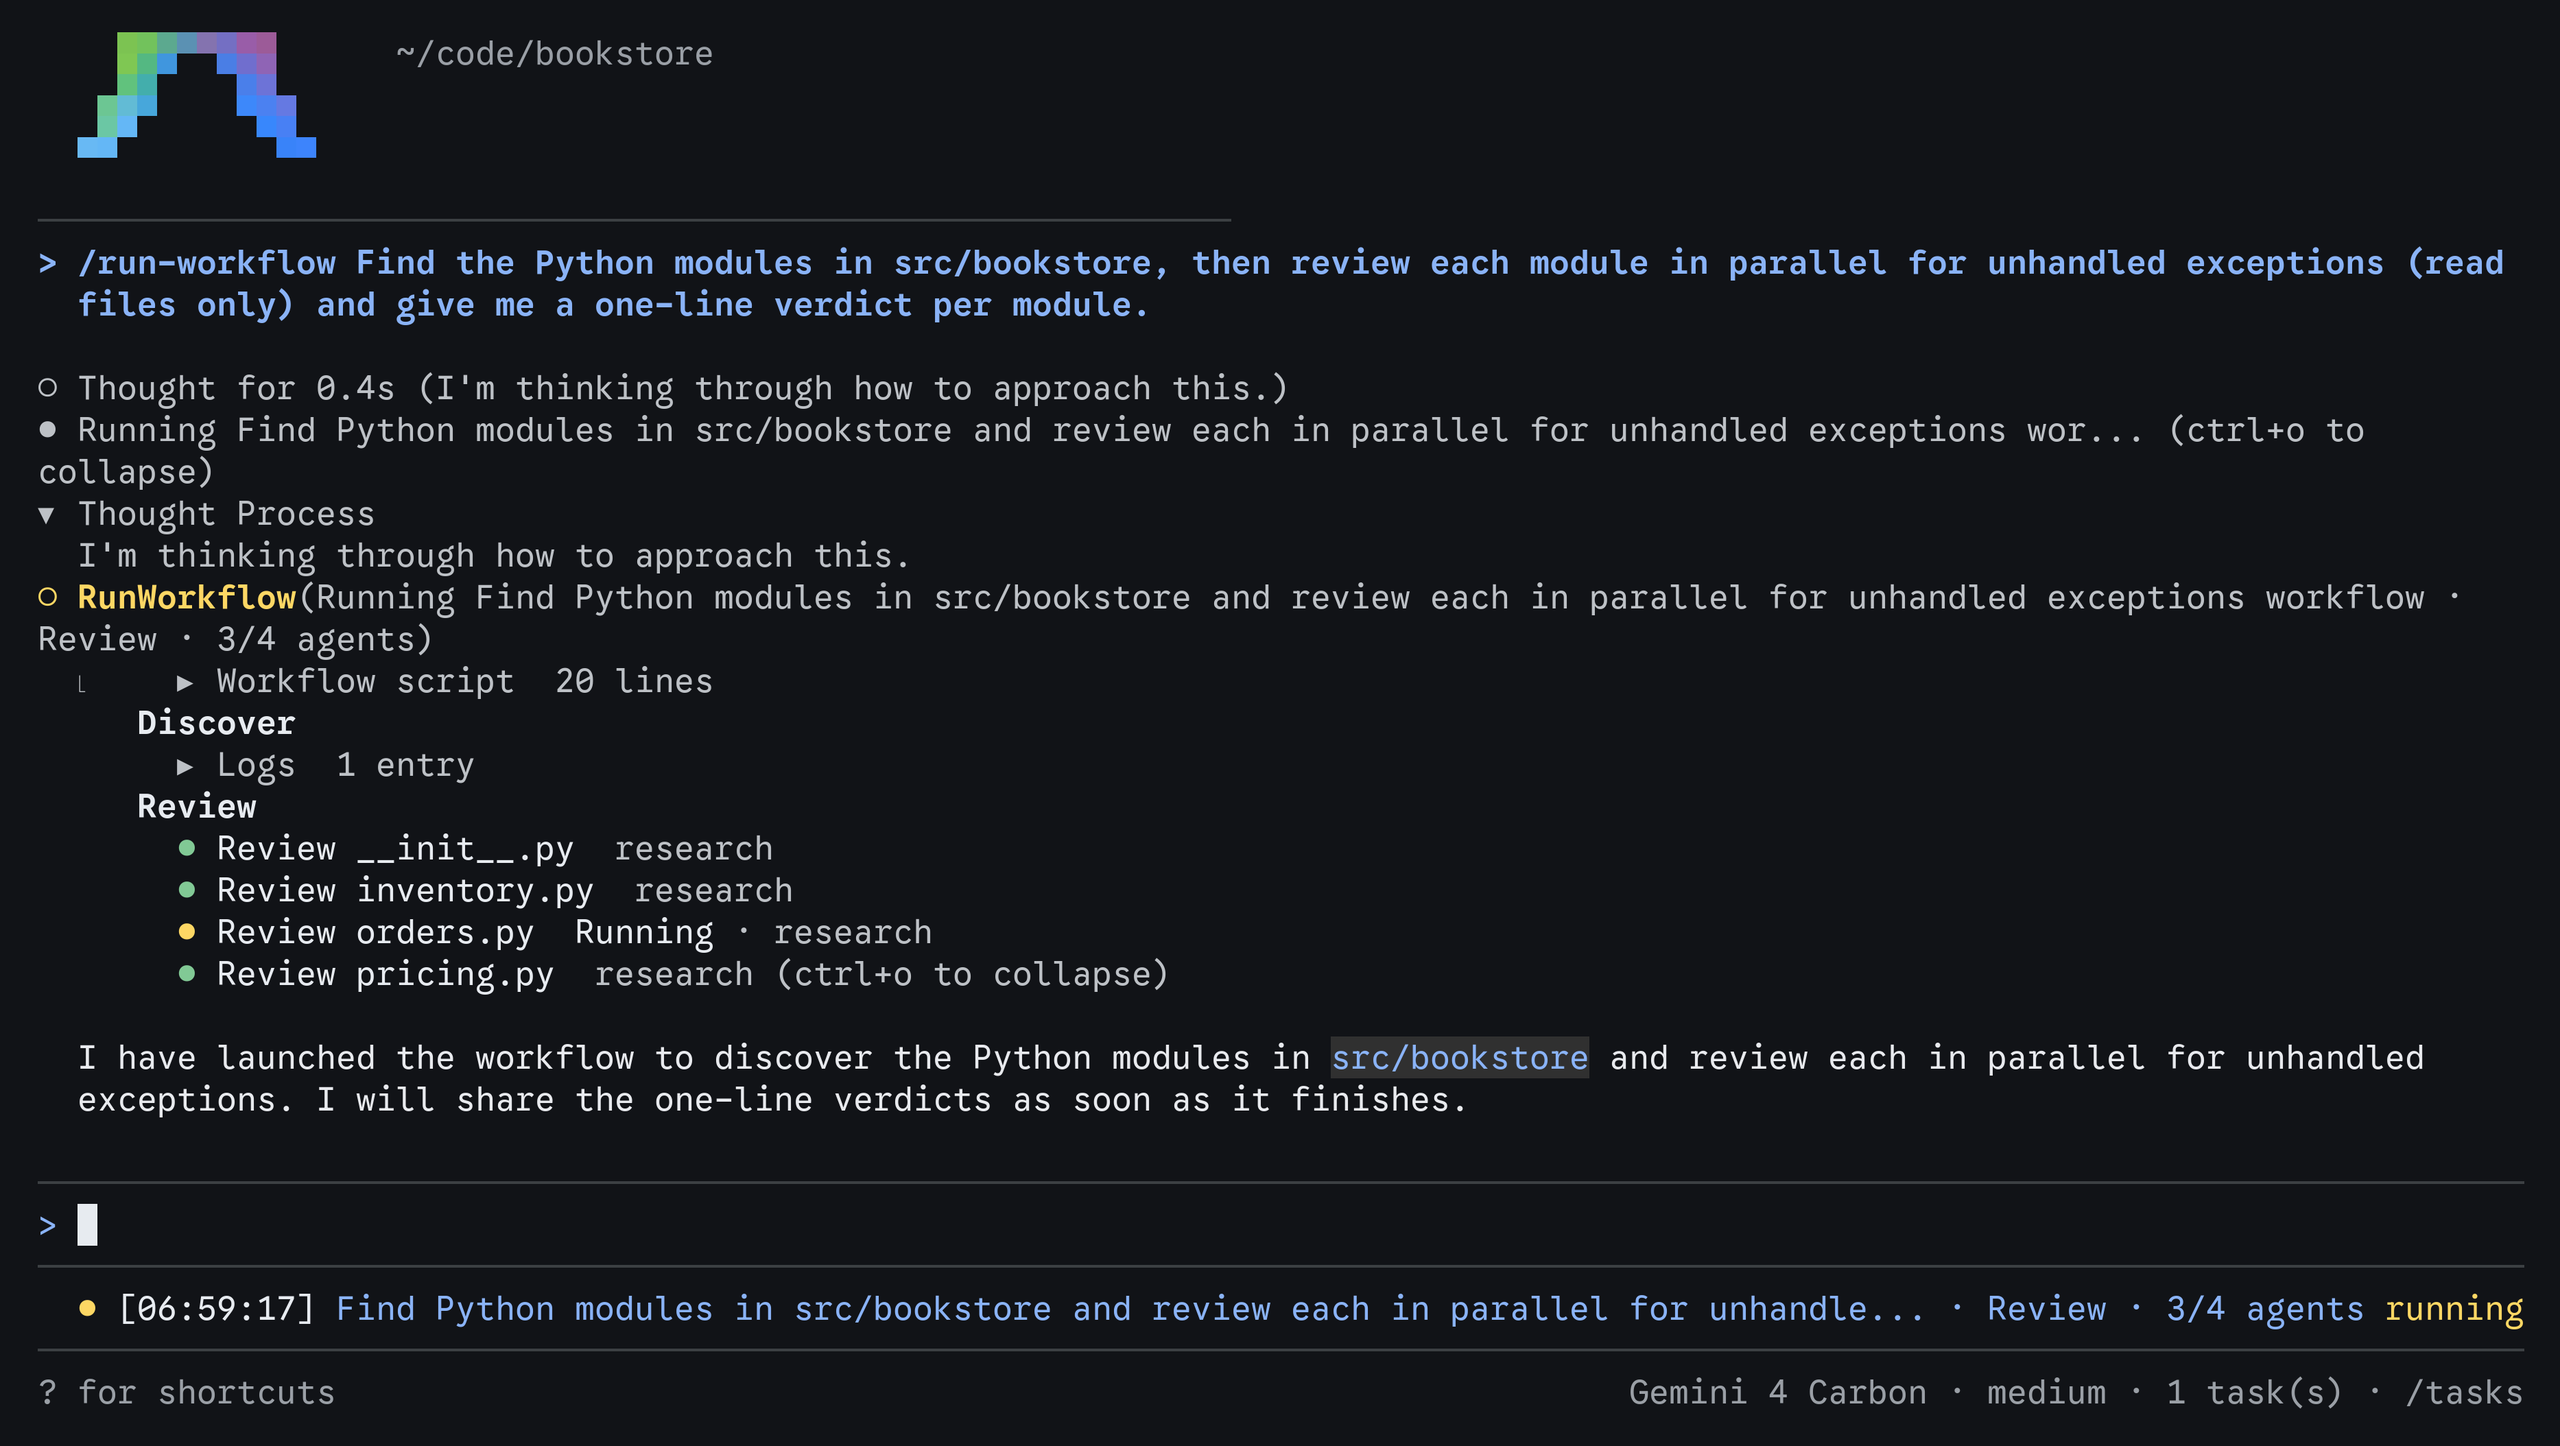 ~/code/bookstore
> /run-workflow Find the Python modules in src/bookstore, then review each module in parallel for unhandled exceptions (read
files only) and give me a one-line verdict per module.
○ Thought for 0.4s (I'm thinking through how to approach this.)
● Running Find Python modules in src/bookstore and review each in parallel for unhandled exceptions wor... (ctrl+o to
collapse)
▼ Thought Process
I'm thinking through how to approach this.
○ RunWorkflow(Running Find Python modules in src/bookstore and review each in parallel for unhandled exceptions workflow ·
Review · 3/4 agents)
⎿ ▶ Workflow script 20 lines
Discover
▶ Logs 1 entry
Review
● Review __init__.py research
● Review inventory.py research
● Review orders.py Running · research
● Review pricing.py research (ctrl+o to collapse)
I have launched the workflow to discover the Python modules in src/bookstore and review each in parallel for unhandled
exceptions. I will share the one-line verdicts as soon as it finishes.
>
● [06:59:17] Find Python modules in src/bookstore and review each in parallel for unhandle... · Review · 3/4 agents running
? for shortcuts Gemini 4 Carbon · medium · 1 task(s) · /tasks